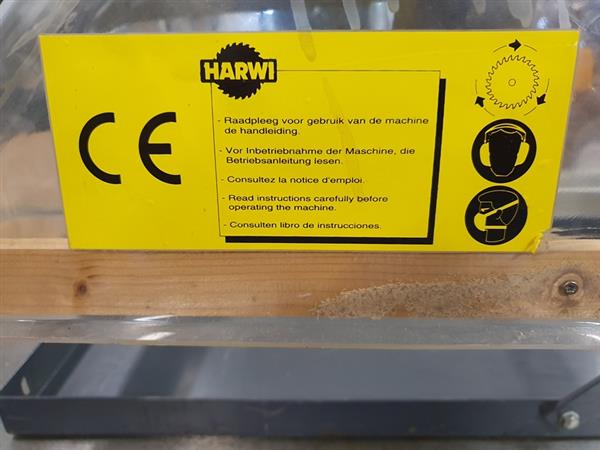 HARWI
CE
- Raadpleeg voor gebruik van de machine
de handleiding.
- Vor Inbetriebnahme der Maschine, die
Betriebsanleitung lesen.
- Consultez la notice d'emploi.
- Read instructions carefully before
operating the machine.
- Consulten libro de instrucciones.